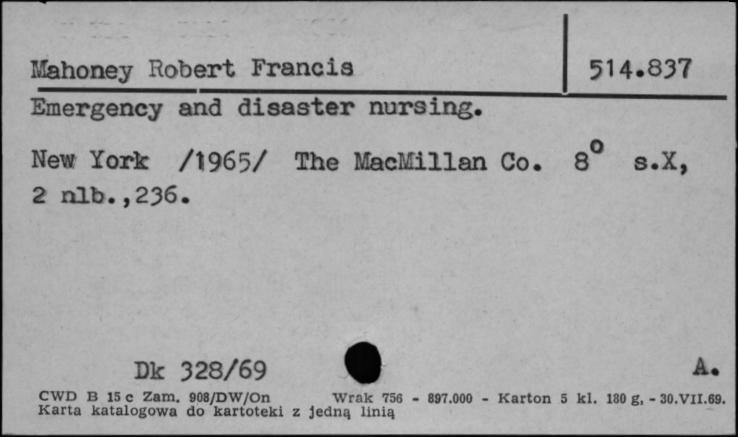 Mahoney Robert Francis 514.837
Emergency and disaster nursing.
New York /1965/ The MacMillan Co. 8° s.X,
2 nlb.,236.
Dk 328/69 A.
CWD B 15 c Zam. 908/DW/On Wrak 756 - 897.000 - Karton 5 kl. 180 g. - 30.VII.69.
Karta katalogowa do kartoteki z jedną linią